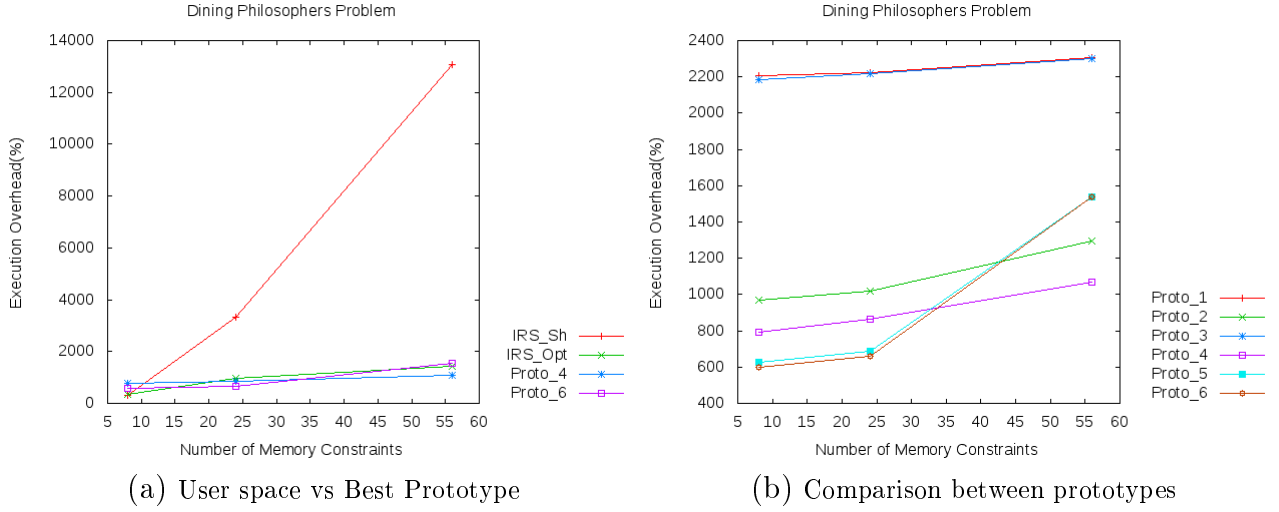 Dining Philosophers Problem
14000
12000
10000
8000
6000
4000
2000
0
Execution Overhead(%)
5 10 15 20 25 30 35 40 45 50 55 60
Number of Memory Constraints
IRS_Sh
IRS_Opt
Proto_4
Proto_6
(a) User space vs Best Prototype
Dining Philosophers Problem
2400
2200
2000
1800
1600
1400
1200
1000
800
600
400
Execution Overhead(%)
5 10 15 20 25 30 35 40 45 50 55 60
Number of Memory Constraints
Proto_1
Proto_2
Proto_3
Proto_4
Proto_5
Proto_6
(b) Comparison between prototypes